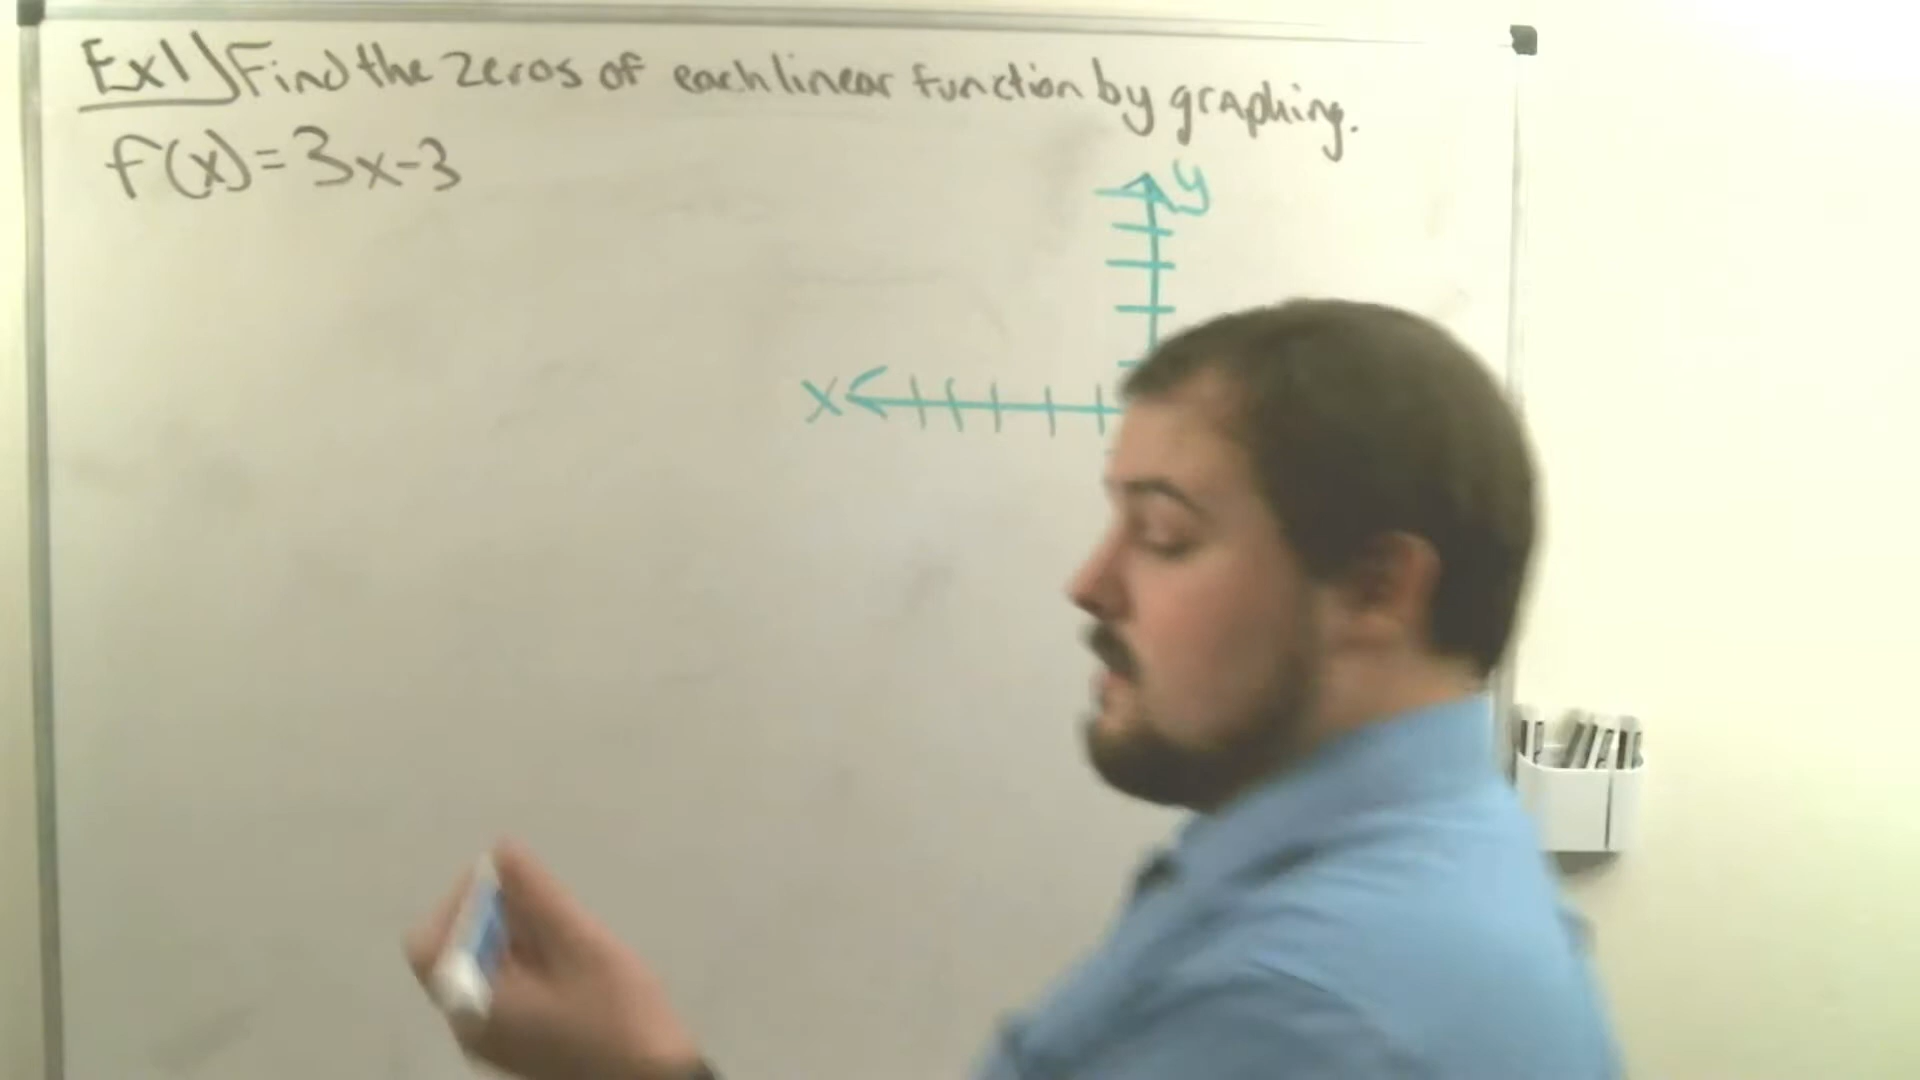 Ex1) Find the zeros of each linear function by graphing.
f(x)=3x-3
y
x